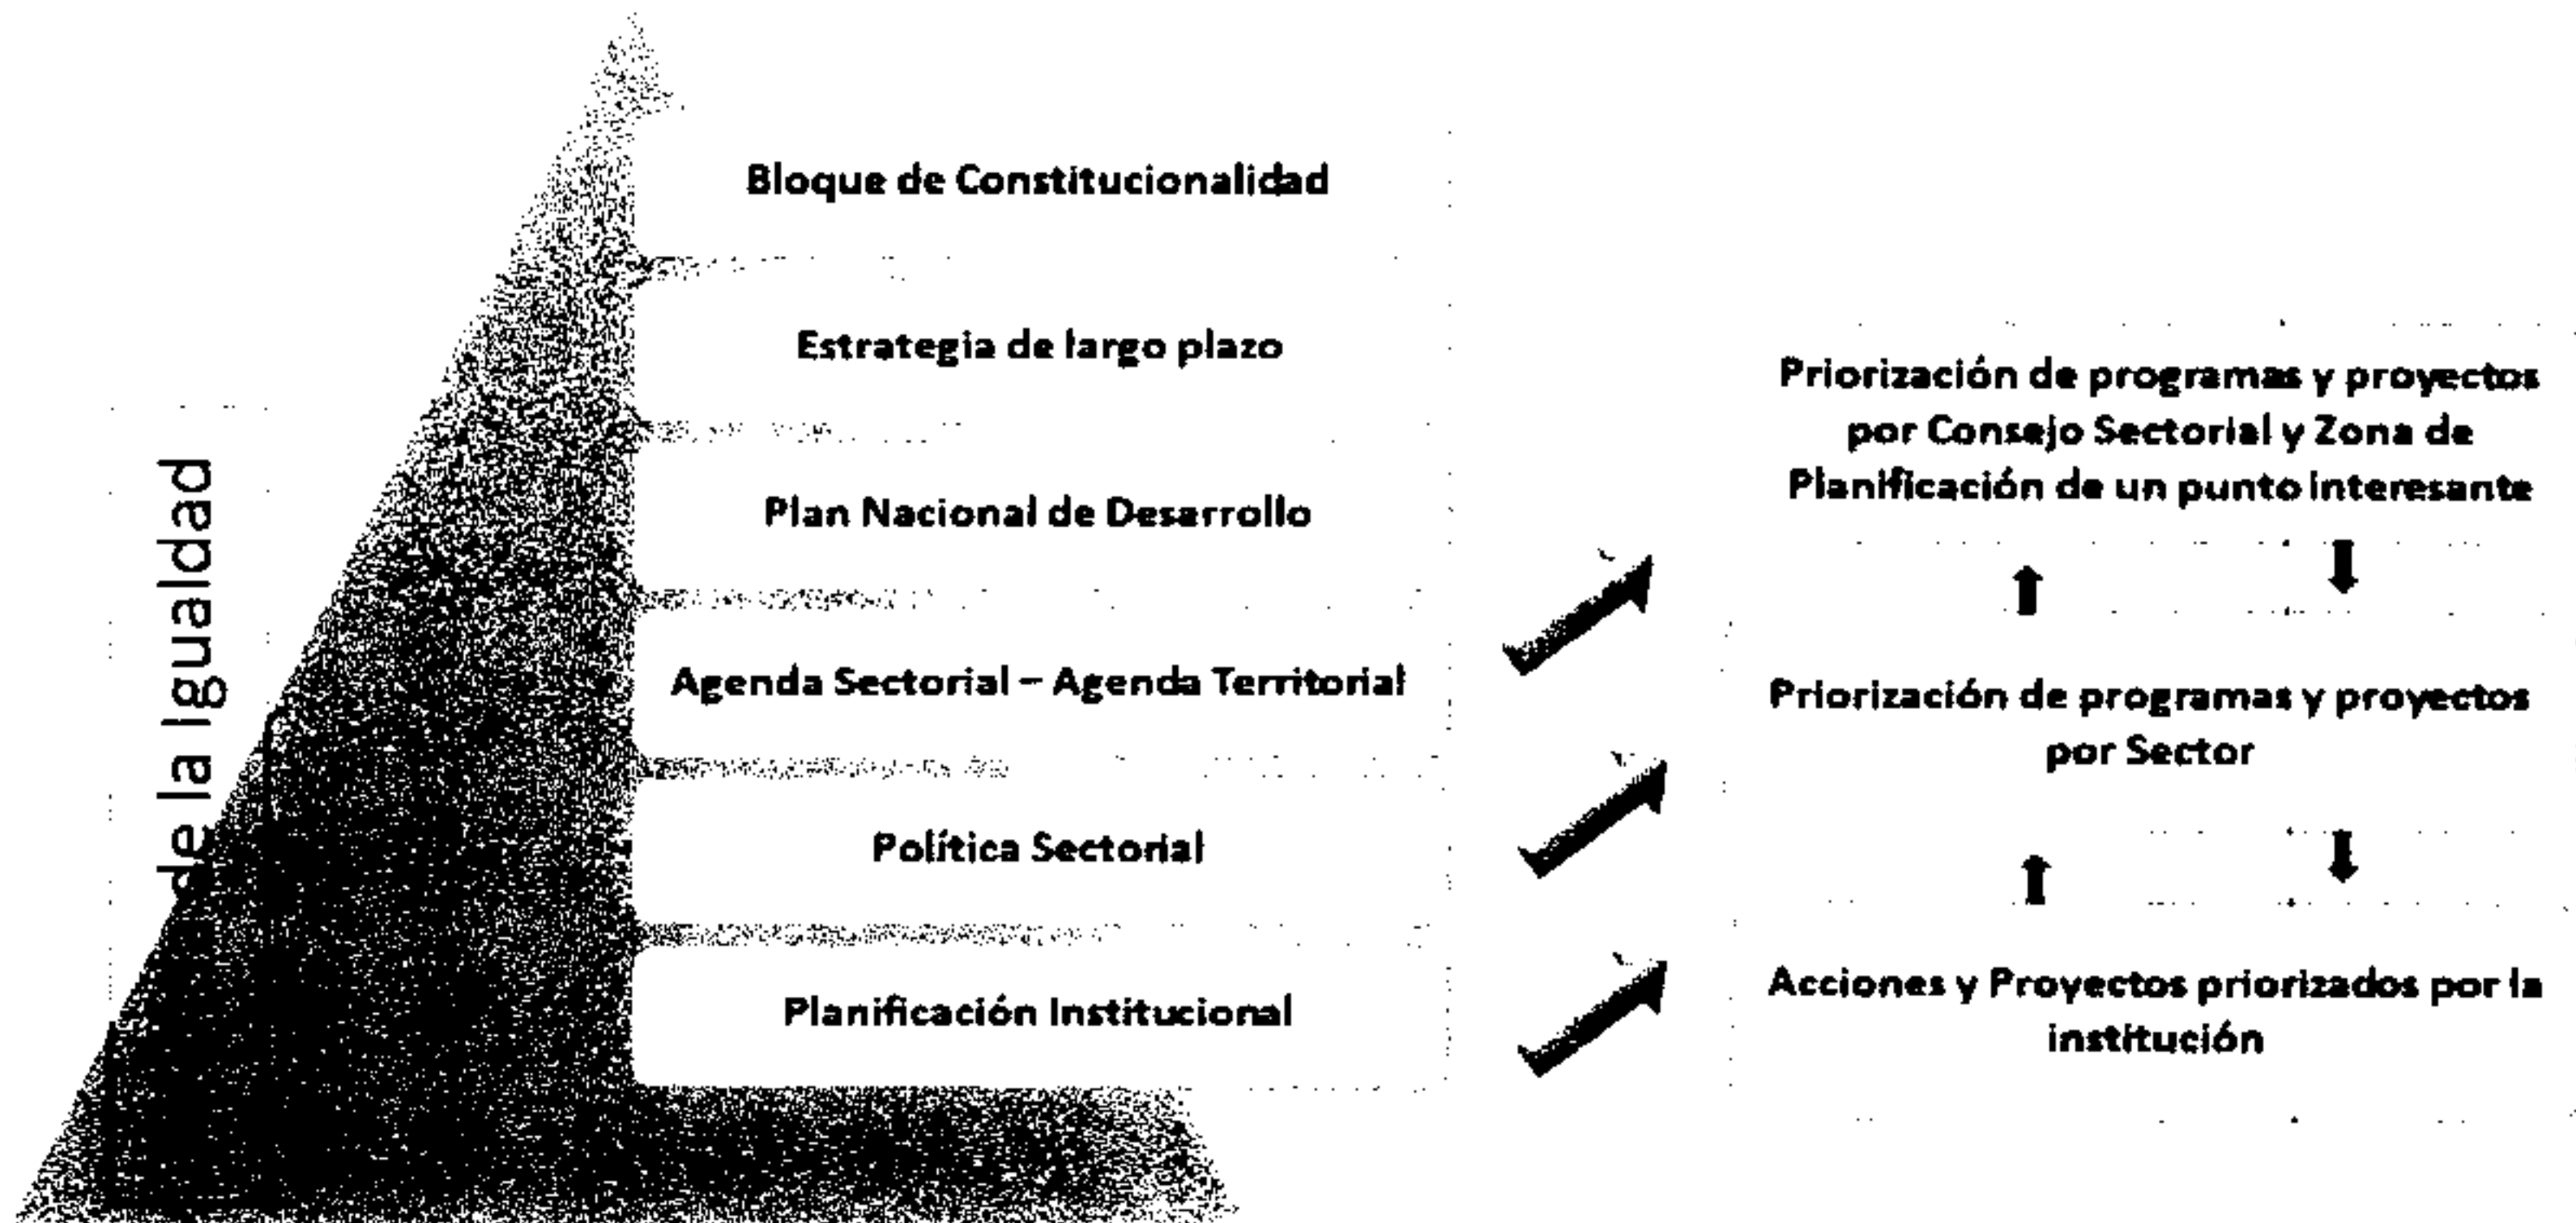 de la Igualdad
Bloque de Constitucionalidad
Estrategia de largo plazo
Plan Nacional de Desarrollo
Agenda Sectorial – Agenda Territorial
Política Sectorial
Planificación Institucional
Priorización de programas y proyectos
por Consejo Sectorial y Zona de
Planificación de un punto interesante
Priorización de programas y proyectos
por Sector
Acciones y Proyectos priorizados por la
institución